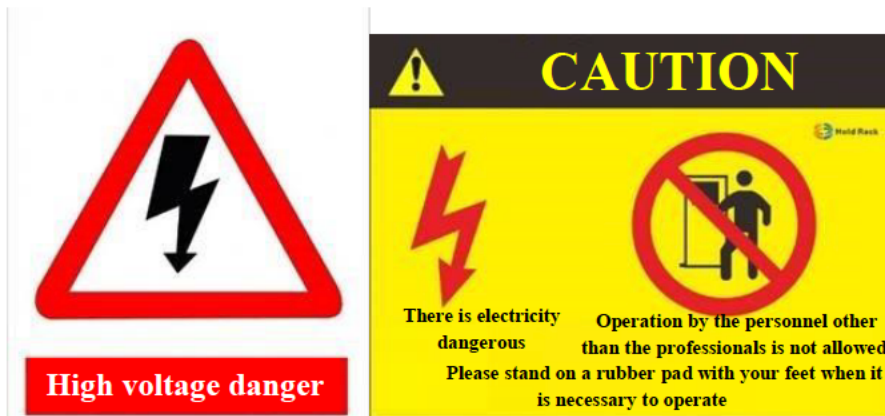 High voltage danger
CAUTION
Hold Rack
There is electricity
dangerous
Operation by the personnel other
than the professionals is not allowed
Please stand on a rubber pad with your feet when it
is necessary to operate